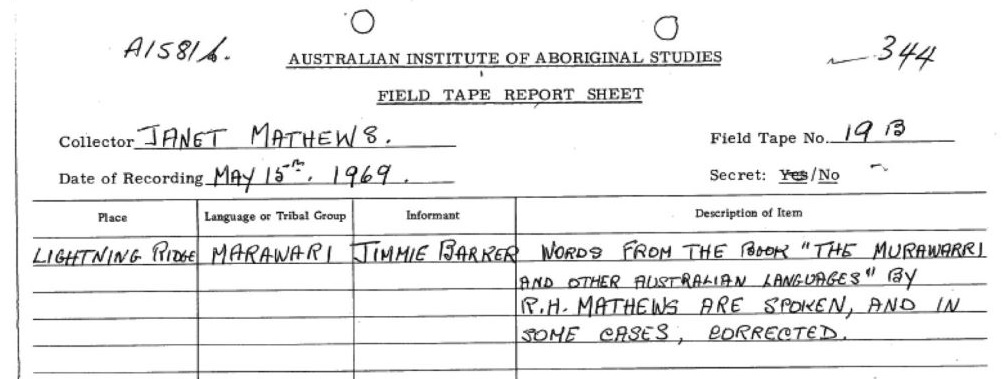 A1581b.
344
AUSTRALIAN INSTITUTE OF ABORIGINAL STUDIES
FIELD TAPE REPORT SHEET
Collector JANET MATHEWS.
Field Tape No. 19 B
Date of Recording MAY 15th. 1969.
Secret: Yes/No
Place Language or Tribal Group Informant Description of Item
LIGHTNING RIDGE MARAWARI JIMMIE BARKER WORDS FROM THE BOOK "THE MURAWARRI
AND OTHER AUSTRALIAN LANGUAGES" BY
R.H. MATHEWS ARE SPOKEN, AND IN
SOME CASES, CORRECTED.